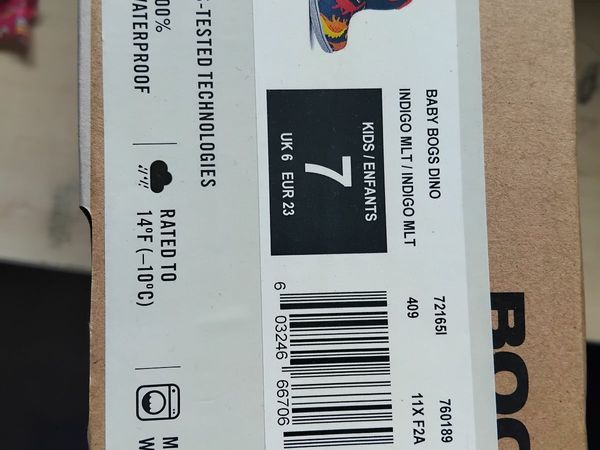 BABY BOGS DINO 72165I 760189
INDIGO MLT / INDIGO MLT 409 11X F2A
KIDS / ENFANTS
7
UK 6 EUR 23
6 03246 66706
-TESTED TECHNOLOGIES
100%
WATERPROOF
RATED TO
14°F (−10°C)